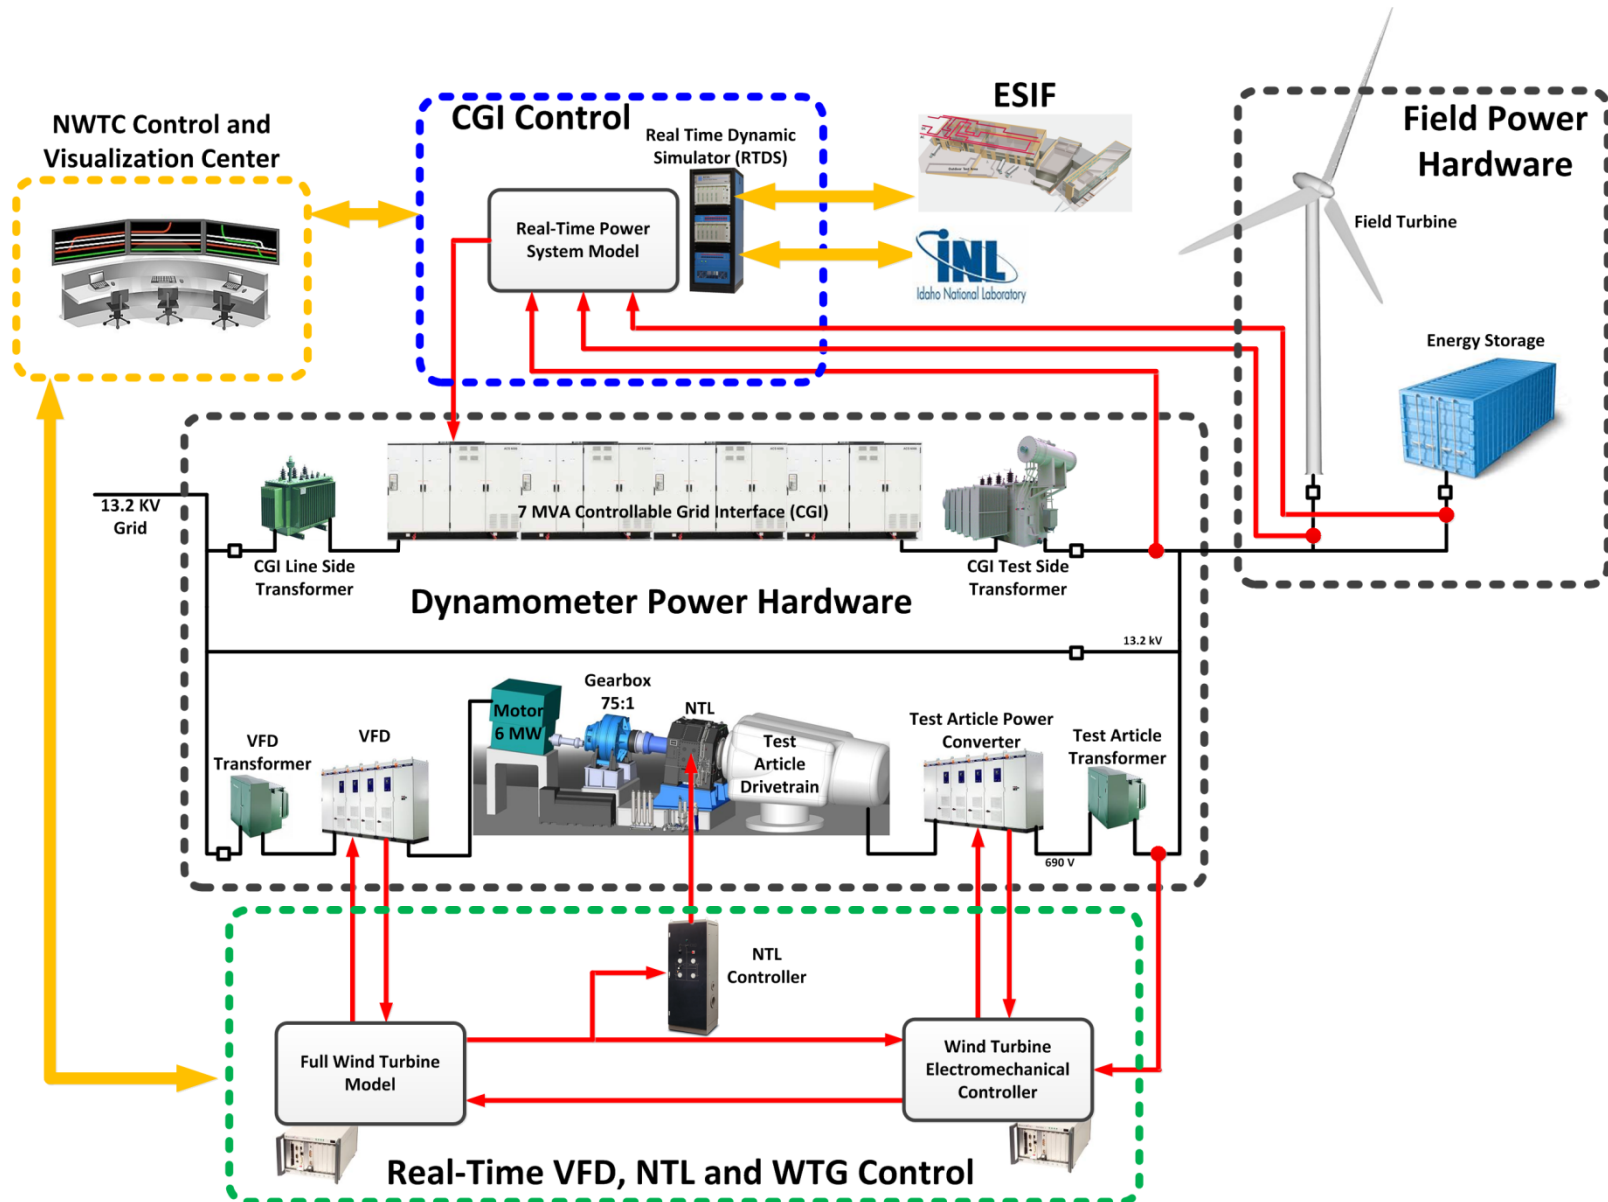 NWTC Control and
Visualization Center
CGI Control
Real Time Dynamic
Simulator (RTDS)
Real-Time Power
System Model
ESIF
INL
Idaho National Laboratory
Field Power
Hardware
Field Turbine
Energy Storage
13.2 KV
Grid
7 MVA Controllable Grid Interface (CGI)
CGI Line Side
Transformer
CGI Test Side
Transformer
Dynamometer Power Hardware
13.2 kV
VFD
Transformer
VFD
Motor
6 MW
Gearbox
75:1
NTL
Test
Article
Drivetrain
Test Article Power
Converter
Test Article
Transformer
690 V
NTL
Controller
Full Wind Turbine
Model
Wind Turbine
Electromechanical
Controller
Real-Time VFD, NTL and WTG Control